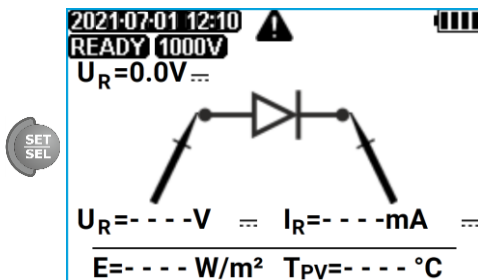 2021·07·01 12:10
READY 1000V
UR=0.0V⎓
SET
SEL
UR=- - - -V ⎓ IR=- - - -mA ⎓
E=- - - - W/m² TPV=- - - - °C